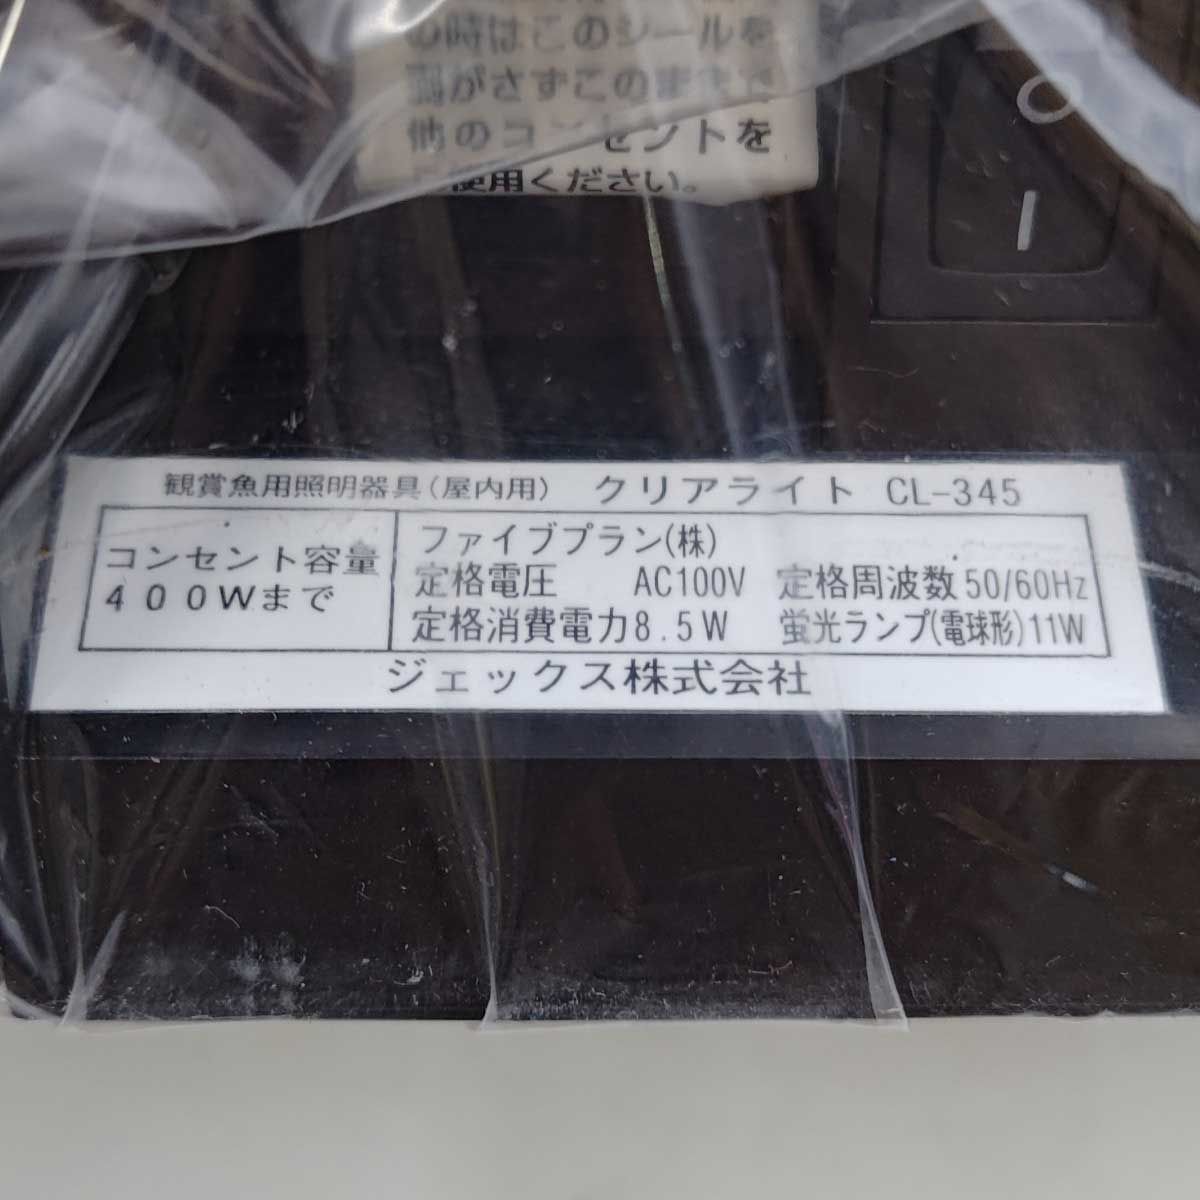 の時はこのシールを
剥がさずこのままで
他のコンセントを
ご使用ください。
観賞魚用照明器具(屋内用) クリアライト CL-345
コンセント容量
400Wまで
ファイブプラン(株)
定格電圧 AC100V 定格周波数 50/60Hz
定格消費電力8.5W 蛍光ランプ(電球形)11W
ジェックス株式会社